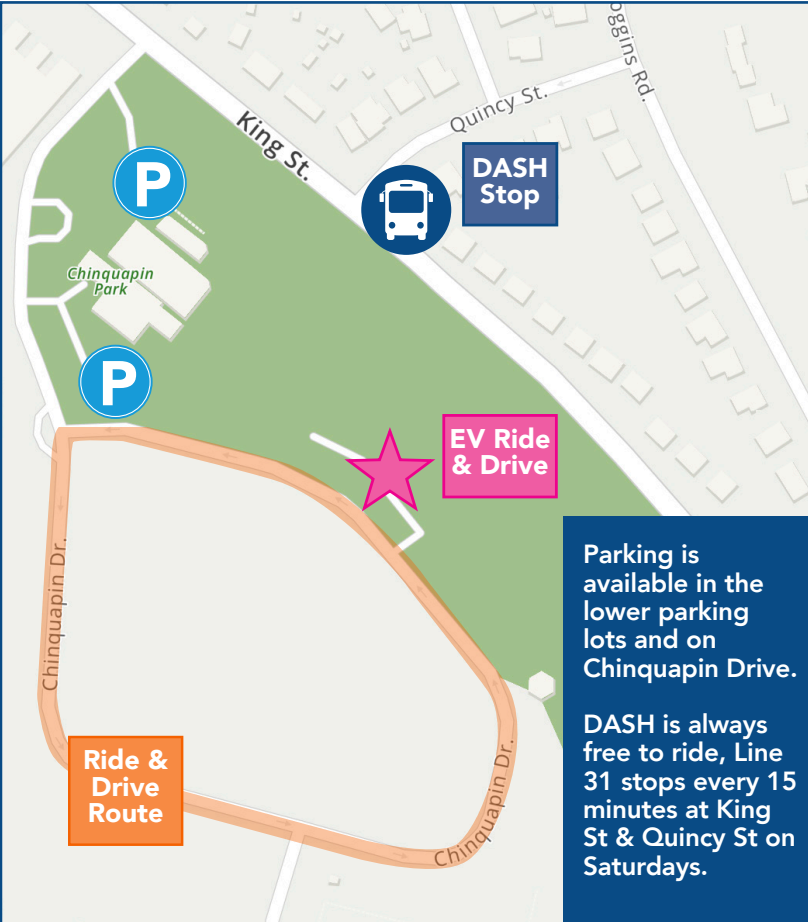 oggins Rd.
King St.
Quincy St.
DASH
Stop
P
Chinquapin
Park
P
EV Ride
& Drive
Chinquapin Dr.
Ride &
Drive
Route
Chinquapin Dr.
Parking is
available in the
lower parking
lots and on
Chinquapin Drive.
DASH is always
free to ride, Line
31 stops every 15
minutes at King
St & Quincy St on
Saturdays.